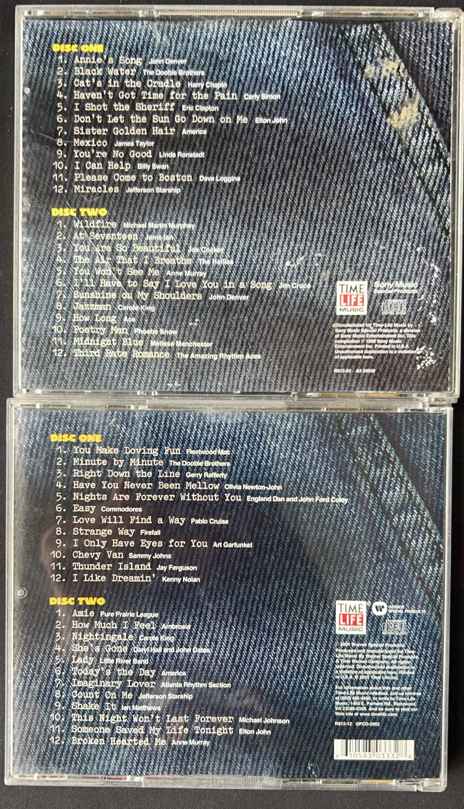 DISC ONE
1. Annie's Song John Denver
2. Black Water The Doobie Brothers
3. Cat's in the Cradle Harry Chapin
4. Haven't Got Time for the Pain Carly Simon
5. I Shot the Sheriff Eric Clapton
6. Don't Let the Sun Go Down on Me Elton John
7. Sister Golden Hair America
8. Mexico James Taylor
9. You're No Good Linda Ronstadt
10. I Can Help Billy Swan
11. Please Come to Boston Dave Loggins
12. Miracles Jefferson Starship
DISC TWO
1. Wildfire Michael Martin Murphey
2. At Seventeen Janis Ian
3. You Are So Beautiful Joe Cocker
4. The Air That I Breathe The Hollies
5. You Won't See Me Anne Murray
6. I'll Have to Say I Love You in a Song Jim Croce
7. Sunshine on My Shoulders John Denver
8. Jazzman Carole King
9. How Long Ace
10. Poetry Man Phoebe Snow
11. Midnight Blue Melissa Manchester
12. Third Rate Romance The Amazing Rhythm Aces
TIME
LIFE
MUSIC
Sony Music
DISC ONE
1. You Make Loving Fun Fleetwood Mac
2. Minute by Minute The Doobie Brothers
3. Right Down the Line Gerry Rafferty
4. Have You Never Been Mellow Olivia Newton-John
5. Nights Are Forever Without You England Dan and John Ford Coley
6. Easy Commodores
7. Love Will Find a Way Pablo Cruise
8. Strange Way Firefall
9. I Only Have Eyes for You Art Garfunkel
10. Chevy Van Sammy Johns
11. Thunder Island Jay Ferguson
12. I Like Dreamin' Kenny Nolan
DISC TWO
1. Amie Pure Prairie League
2. How Much I Feel Ambrosia
3. Nightingale Carole King
4. She's Gone Daryl Hall and John Oates
5. Lady Little River Band
6. Today's the Day America
7. Imaginary Lover Atlanta Rhythm Section
8. Count On Me Jefferson Starship
9. Shake It Ian Matthews
10. This Night Won't Last Forever Michael Johnson
11. Someone Saved My Life Tonight Elton John
12. Broken Hearted Me Anne Murray
TIME
LIFE
MUSIC